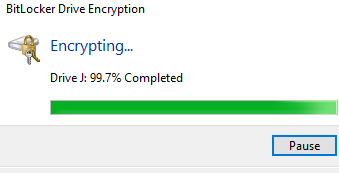 BitLocker Drive Encryption
Encrypting...
Drive J: 99.7% Completed
Pause